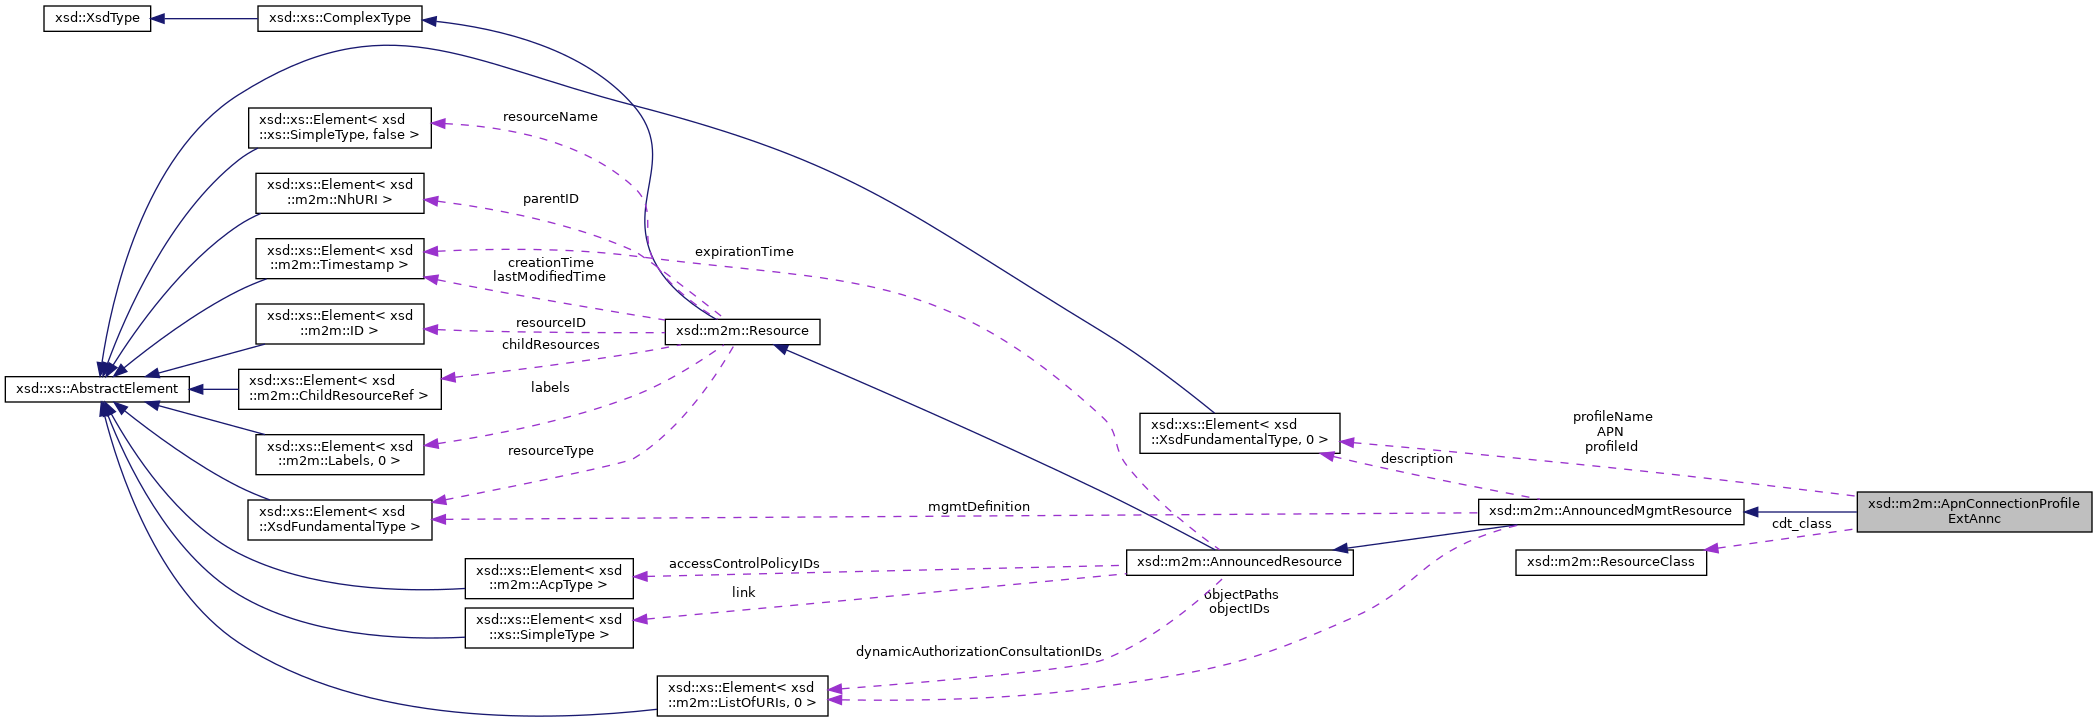 xsd::XsdType
xsd::xs::ComplexType
xsd::xs::Element< xsd
::xs::SimpleType, false >
resourceName
xsd::xs::Element< xsd
::m2m::NhURI >
parentID
xsd::xs::Element< xsd
::m2m::Timestamp >
expirationTime
creationTime
lastModifiedTime
xsd::xs::Element< xsd
::m2m::ID >
resourceID
xsd::m2m::Resource
childResources
xsd::xs::AbstractElement
xsd::xs::Element< xsd
::m2m::ChildResourceRef >
labels
xsd::xs::Element< xsd
::m2m::Labels, 0 >
resourceType
xsd::xs::Element< xsd
::XsdFundamentalType, 0 >
profileName
APN
profileId
description
xsd::xs::Element< xsd
::XsdFundamentalType >
mgmtDefinition
xsd::m2m::AnnouncedMgmtResource
xsd::m2m::ApnConnectionProfile
ExtAnnc
cdt_class
xsd::m2m::ResourceClass
xsd::m2m::AnnouncedResource
xsd::xs::Element< xsd
::m2m::AcpType >
accessControlPolicyIDs
link
xsd::xs::Element< xsd
::xs::SimpleType >
objectPaths
objectIDs
dynamicAuthorizationConsultationIDs
xsd::xs::Element< xsd
::m2m::ListOfURIs, 0 >